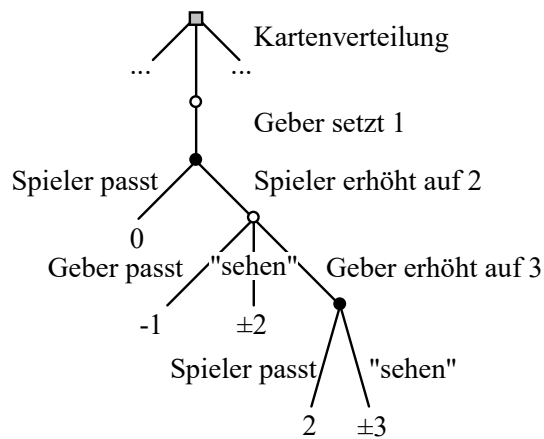 Kartenverteilung
... ...
Geber setzt 1
Spieler passt Spieler erhöht auf 2
0
Geber passt "sehen" Geber erhöht auf 3
-1 ±2
Spieler passt "sehen"
2 ±3